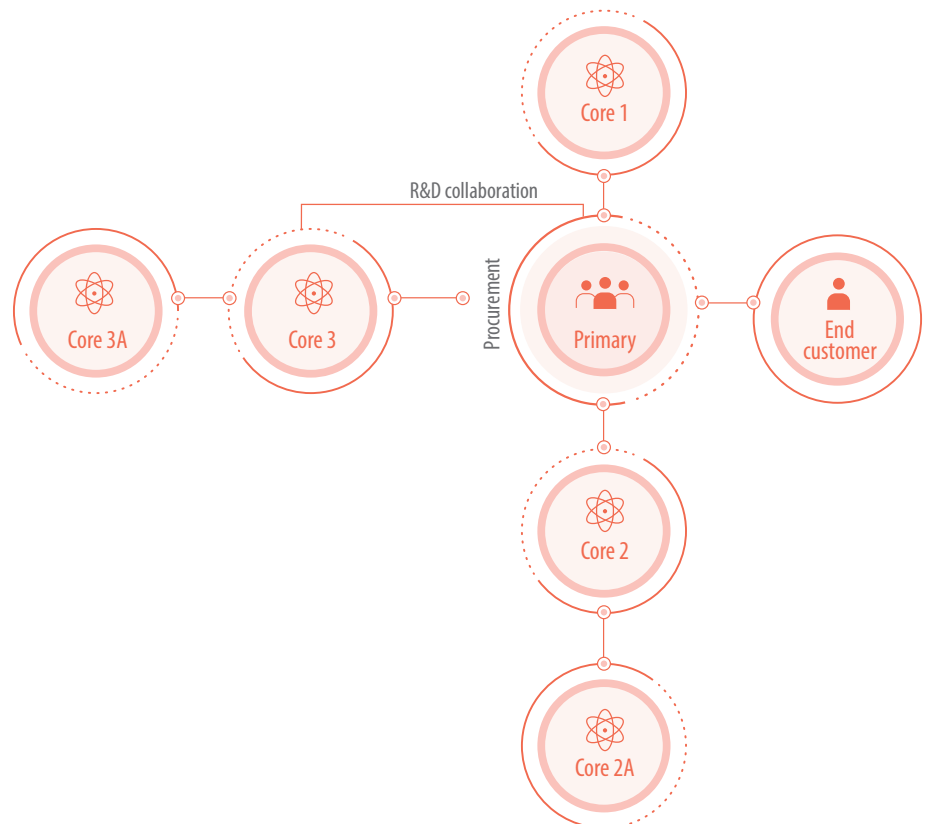 Core 1
R&D collaboration
Procurement
Core 3A
Core 3
Primary
End
customer
Core 2
Core 2A